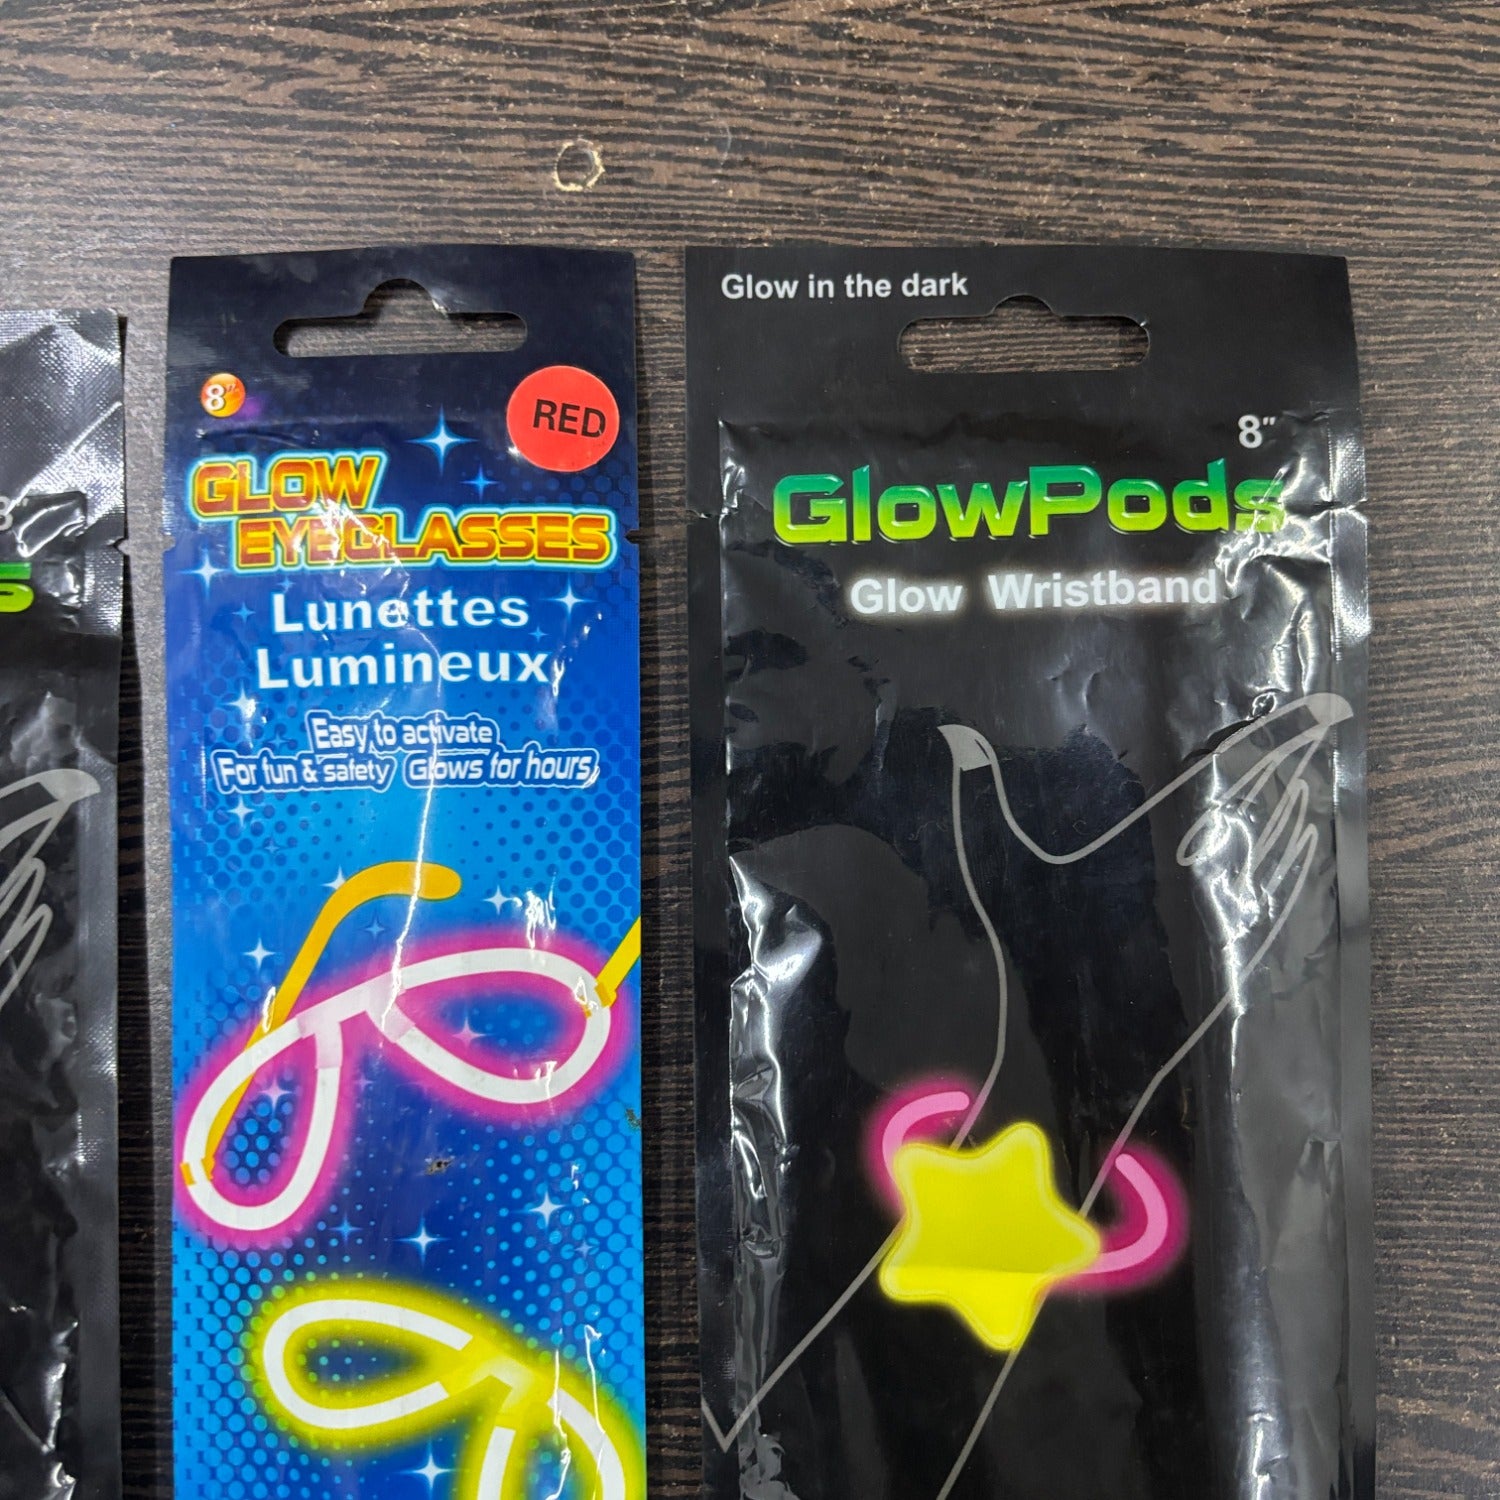 8"
RED
GLOW
EYEGLASSES
Lunettes
Lumineux
Easy to activate
For fun & safety Glows for hours
Glow in the dark
8"
GlowPods
Glow Wristband